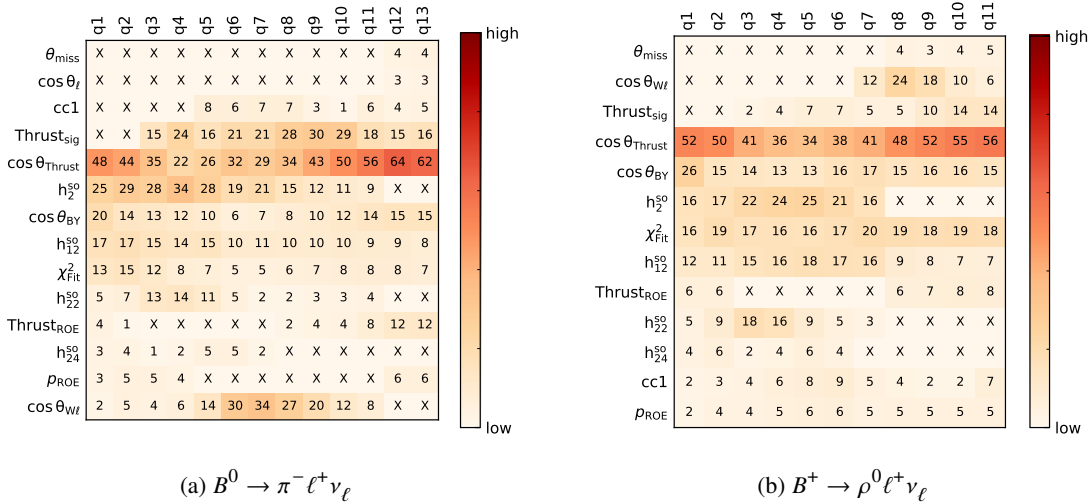 q1 q2 q3 q4 q5 q6 q7 q8 q9 q10 q11 q12 q13
θmiss X X X X X X X X X X X 4 4
cos θℓ X X X X X X X X X X X 3 3
cc1 X X X X 8 6 7 7 3 1 6 4 5
Thrustsig X X 15 24 16 21 21 28 30 29 18 15 16
cos θThrust 48 44 35 22 26 32 29 34 43 50 56 64 62
h₂ˢᵒ 25 29 28 34 28 19 21 15 12 11 9 X X
cos θBY 20 14 13 12 10 6 7 8 10 12 14 15 15
h₁₂ˢᵒ 17 17 15 14 15 10 11 10 10 10 9 9 8
χ²Fit 13 15 12 8 7 5 5 6 7 8 8 8 7
h₂₂ˢᵒ 5 7 13 14 11 5 2 2 3 3 4 X X
ThrustROE 4 1 X X X X X 2 4 4 8 12 12
h₂₄ˢᵒ 3 4 1 2 5 5 2 X X X X X X
pROE 3 5 5 4 X X X X X X X 6 6
cos θWℓ 2 5 4 6 14 30 34 27 20 12 8 X X
high
low
(a) B⁰ → π⁻ ℓ⁺ νℓ
q1 q2 q3 q4 q5 q6 q7 q8 q9 q10 q11
θmiss X X X X X X X 4 3 4 5
cos θWℓ X X X X X X 12 24 18 10 6
Thrustsig X X 2 4 7 7 5 5 10 14 14
cos θThrust 52 50 41 36 34 38 41 48 52 55 56
cos θBY 26 15 14 13 13 16 17 15 16 16 15
h₂ˢᵒ 16 17 22 24 25 21 16 X X X X
χ²Fit 16 19 17 16 16 17 20 19 18 19 18
h₁₂ˢᵒ 12 11 15 16 18 17 16 9 8 7 7
ThrustROE 6 6 X X X X X 6 7 8 8
h₂₂ˢᵒ 5 9 18 16 9 5 3 X X X X
h₂₄ˢᵒ 4 6 2 4 6 4 X X X X X
cc1 2 3 4 6 8 9 5 4 2 2 7
pROE 2 4 4 5 6 6 5 5 5 5 5
high
low
(b) B⁺ → ρ⁰ ℓ⁺ νℓ